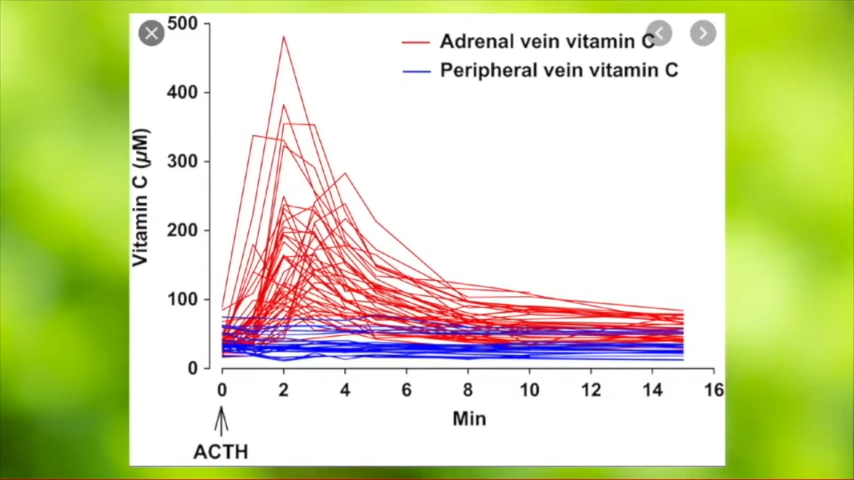 500
Adrenal vein vitamin C
Peripheral vein vitamin C
400
300
200
100
0
Vitamin C (µM)
0 2 4 6 8 10 12 14 16
Min
ACTH